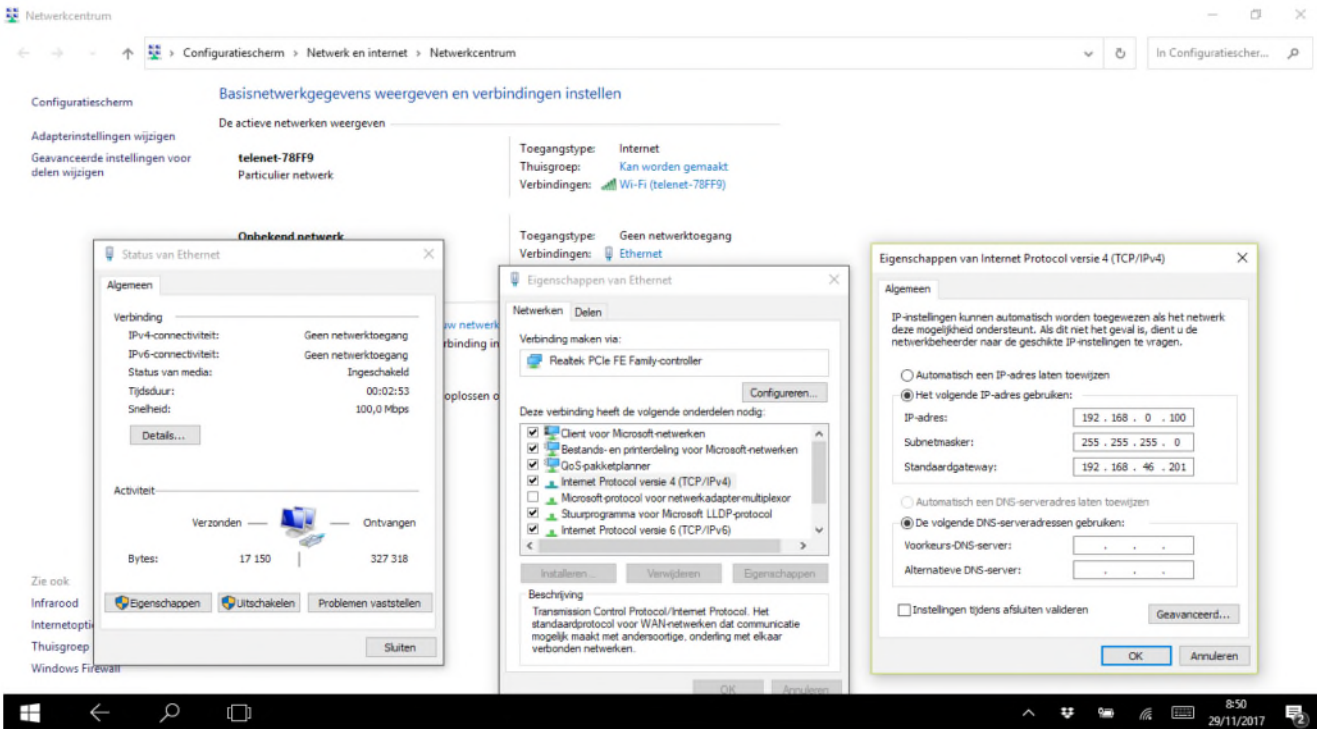 Netwerkcentrum
Configuratiescherm > Netwerk en internet > Netwerkcentrum
In Configuratiescher...
Configuratiescherm
Adapterinstellingen wijzigen
Geavanceerde instellingen voor
delen wijzigen
Basisnetwerkgegevens weergeven en verbindingen instellen
De actieve netwerken weergeven
telenet-78FF9
Particulier netwerk
Toegangstype: Internet
Thuisgroep: Kan worden gemaakt
Verbindingen: Wi-Fi (telenet-78FF9)
Onbekend netwerk
Toegangstype: Geen netwerktoegang
Verbindingen: Ethernet
uw netwerk
rbinding in
oplossen o
Zie ook
Infrarood
Internetopti
Thuisgroep
Windows Firewall
Status van Ethernet
Algemeen
Verbinding
IPv4-connectiviteit: Geen netwerktoegang
IPv6-connectiviteit: Geen netwerktoegang
Status van media: Ingeschakeld
Tijdsduur: 00:02:53
Snelheid: 100,0 Mbps
Details...
Activiteit
Verzonden — — Ontvangen
Bytes: 17 150 | 327 318
Eigenschappen
Uitschakelen
Problemen vaststellen
Sluiten
Eigenschappen van Ethernet
Netwerken Delen
Verbinding maken via:
Realtek PCIe FE Family-controller
Configureren...
Deze verbinding heeft de volgende onderdelen nodig:
Client voor Microsoft-netwerken
Bestands- en printerdeling voor Microsoft-netwerken
QoS-pakketplanner
Internet Protocol versie 4 (TCP/IPv4)
Microsoft-protocol voor netwerkadapter-multiplexor
Stuurprogramma voor Microsoft LLDP-protocol
Internet Protocol versie 6 (TCP/IPv6)
Installeren...
Verwijderen
Eigenschappen
Beschrijving
Transmission Control Protocol/Internet Protocol. Het
standaardprotocol voor WAN-netwerken dat communicatie
mogelijk maakt met andersoortige, onderling met elkaar
verbonden netwerken.
OK
Annuleren
Eigenschappen van Internet Protocol versie 4 (TCP/IPv4)
Algemeen
IP-instellingen kunnen automatisch worden toegewezen als het netwerk
deze mogelijkheid ondersteunt. Als dit niet het geval is, dient u de
netwerkbeheerder naar de geschikte IP-instellingen te vragen.
Automatisch een IP-adres laten toewijzen
Het volgende IP-adres gebruiken:
IP-adres: 192 . 168 . 0 . 100
Subnetmasker: 255 . 255 . 255 . 0
Standaardgateway: 192 . 168 . 46 . 201
Automatisch een DNS-serveradres laten toewijzen
De volgende DNS-serveradressen gebruiken:
Voorkeurs-DNS-server: . . .
Alternatieve DNS-server: . . .
Instellingen tijdens afsluiten valideren
Geavanceerd...
OK
Annuleren
8:50
29/11/2017
2